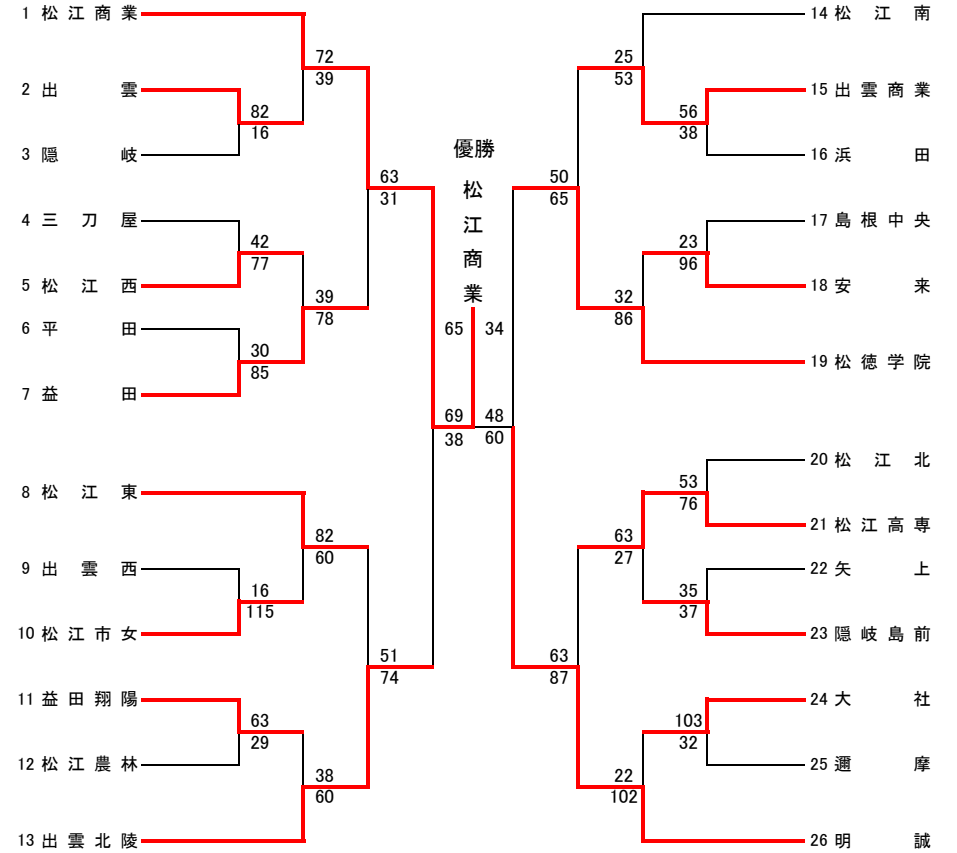 1 松江商業
2 出雲
3 隠岐
4 三刀屋
5 松江西
6 平田
7 益田
8 松江東
9 出雲西
10 松江市女
11 益田翔陽
12 松江農林
13 出雲北陵
82
16
42
77
30
85
16
115
63
29
72
39
39
78
82
60
38
60
63
31
51
74
69
38
優勝
松江商業
65 34
48
60
50
65
63
87
25
53
32
86
63
27
22
102
56
38
23
96
53
76
35
37
103
32
14 松江南
15 出雲商業
16 浜田
17 島根中央
18 安来
19 松徳学院
20 松江北
21 松江高専
22 矢上
23 隠岐島前
24 大社
25 邇摩
26 明誠